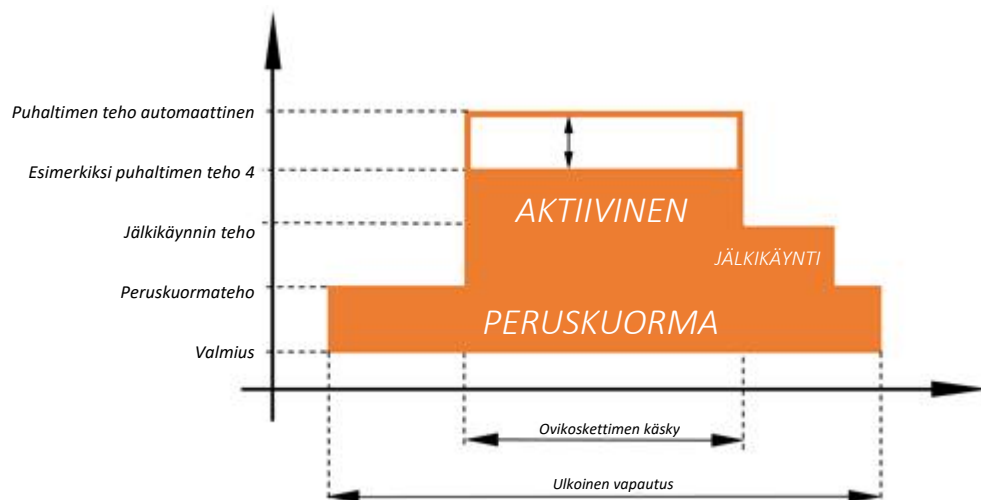 Puhaltimen teho automaattinen
Esimerkiksi puhaltimen teho 4
AKTIIVINEN
Jälkikäynnin teho
JÄLKIKÄYNTI
Peruskuormateho
PERUSKUORMA
Valmius
Ovikoskettimen käsky
Ulkoinen vapautus